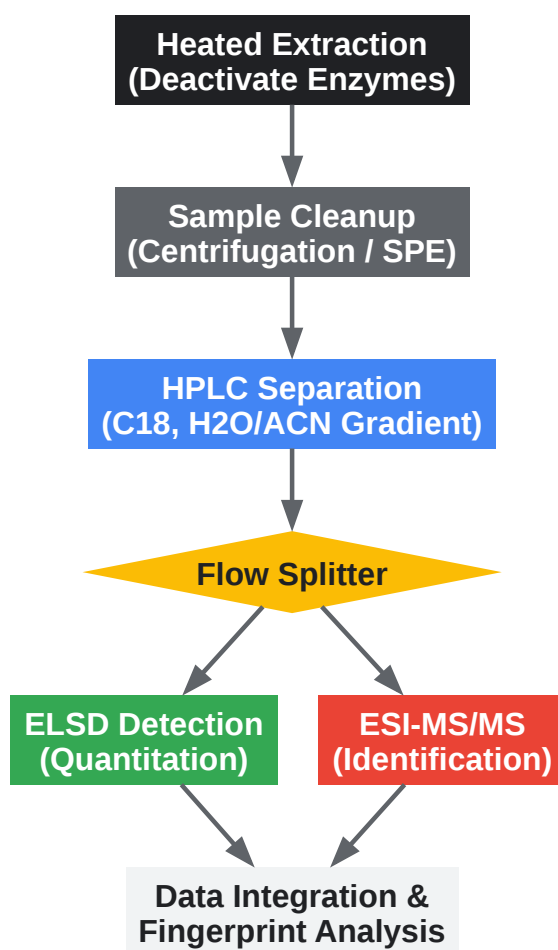 Heated Extraction
(Deactivate Enzymes)
Sample Cleanup
(Centrifugation / SPE)
HPLC Separation
(C18, H2O/ACN Gradient)
Flow Splitter
ELSD Detection
(Quantitation)
ESI-MS/MS
(Identification)
Data Integration &
Fingerprint Analysis